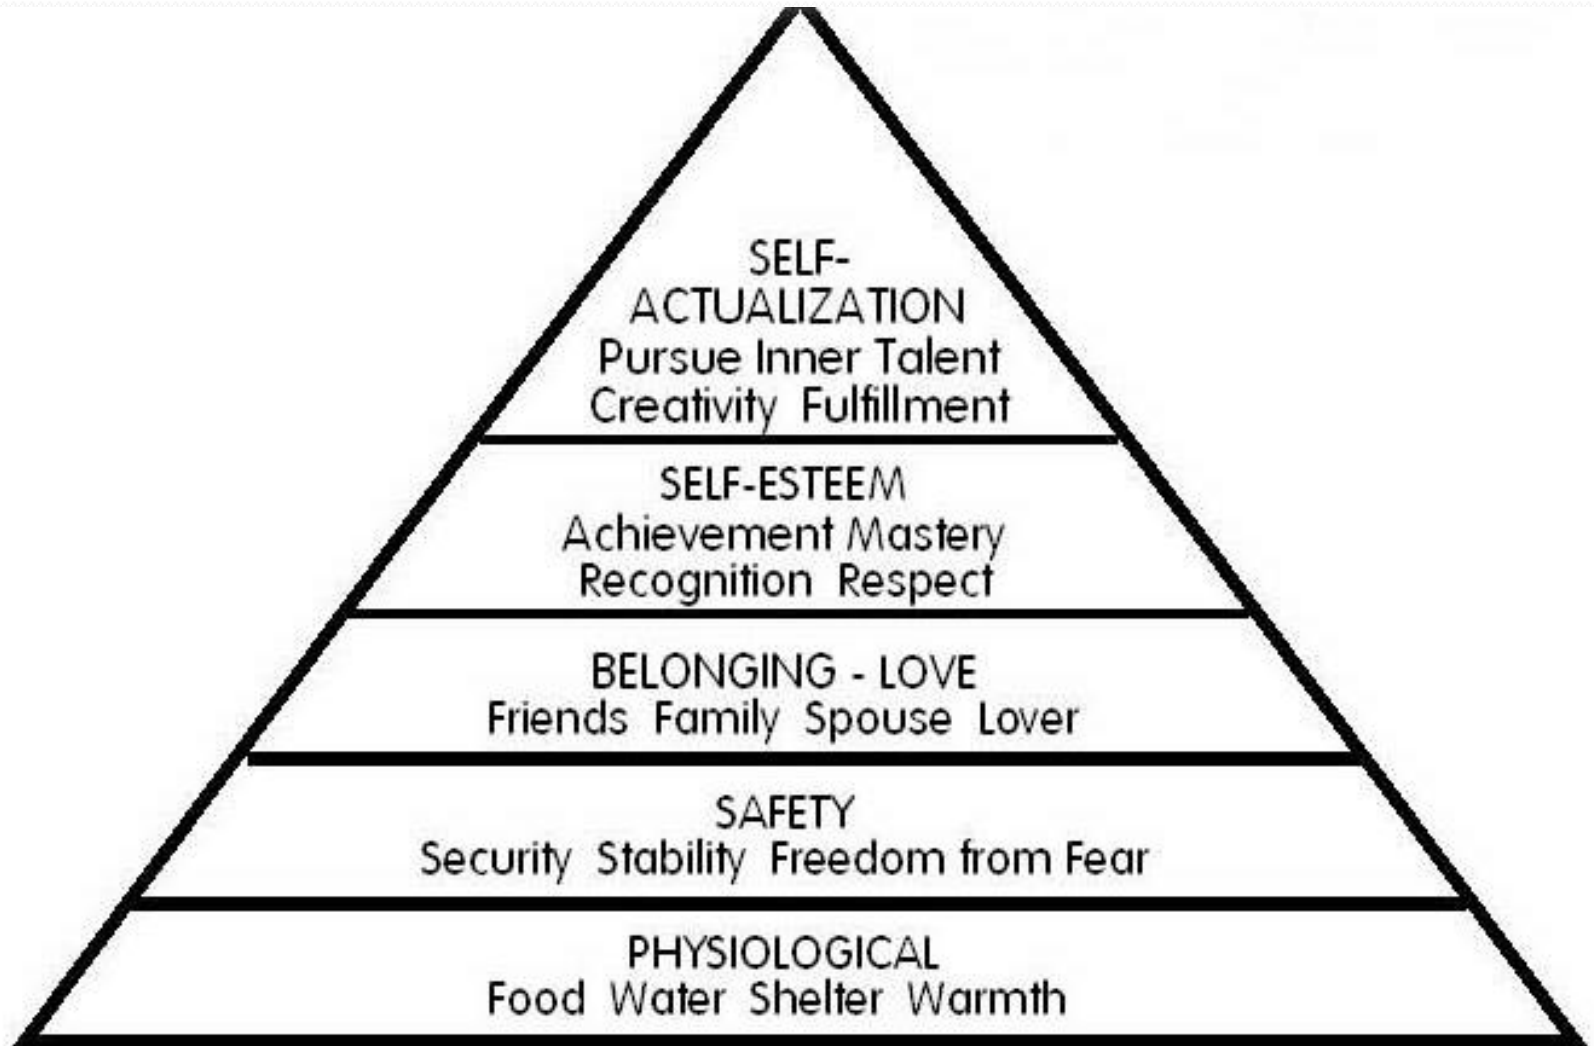 SELF-
ACTUALIZATION
Pursue Inner Talent
Creativity Fulfillment
SELF-ESTEEM
Achievement Mastery
Recognition Respect
BELONGING - LOVE
Friends Family Spouse Lover
SAFETY
Security Stability Freedom from Fear
PHYSIOLOGICAL
Food Water Shelter Warmth